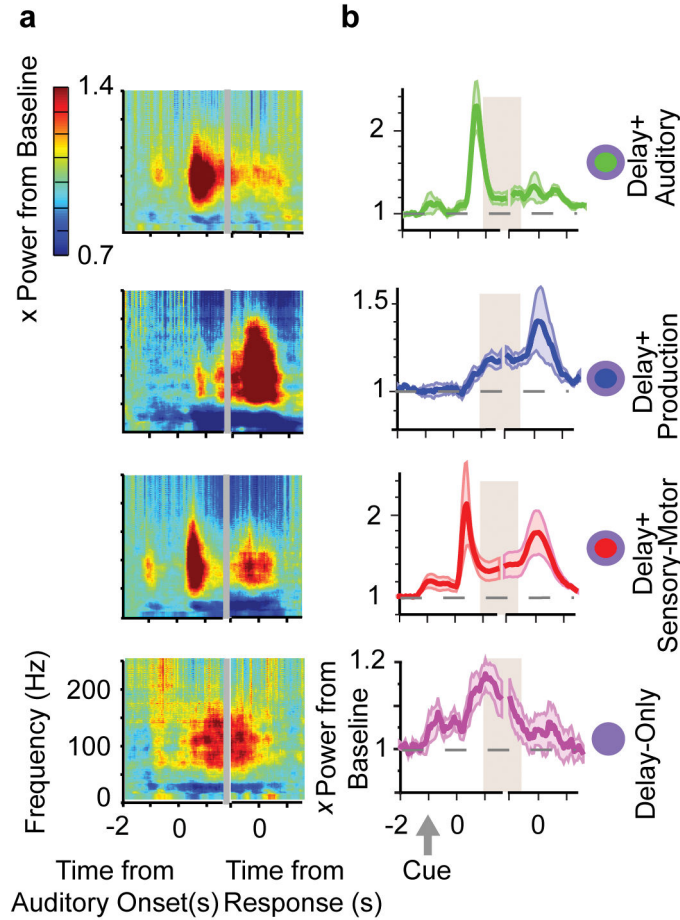 a
b
x Power from Baseline
1.4
0.7
2
1
Delay+
Auditory
1.5
1
Delay+
Production
2
1
Delay+
Sensory-Motor
Frequency (Hz)
200
100
0
-2
0
0
x Power from
Baseline
1.2
1
Delay-Only
-2
0
0
Time from
Auditory Onset(s)
Time from
Response (s)
Cue